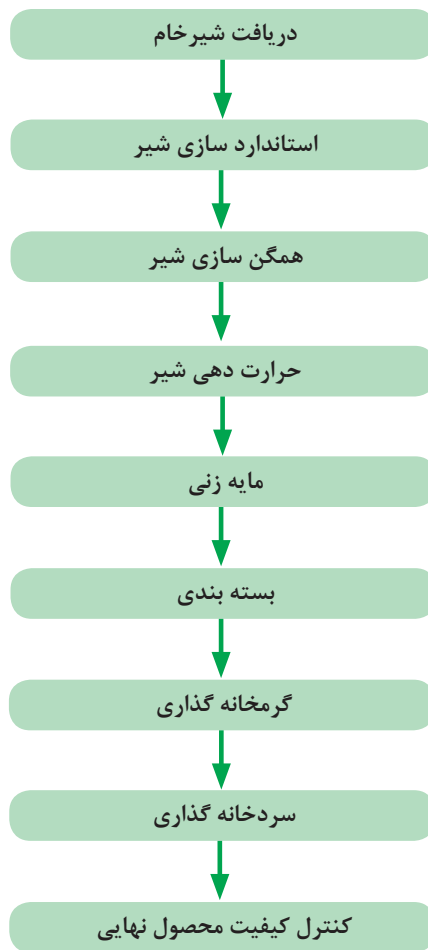 دریافت شیرخام
استاندارد سازی شیر
همگن سازی شیر
حرارت دهی شیر
مایه زنی
بسته بندی
گرمخانه گذاری
سردخانه گذاری
کنترل کیفیت محصول نهایی